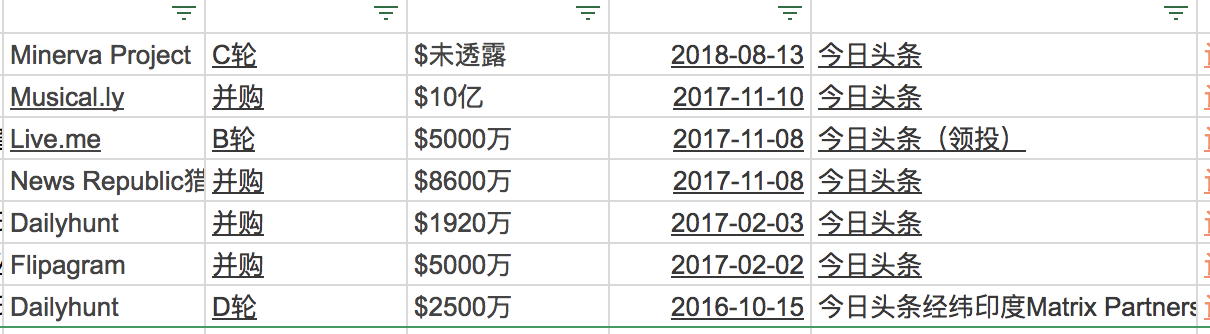 Minerva Project C轮 $未透露 2018-08-13 今日头条
Musical.ly 并购 $10亿 2017-11-10 今日头条
Live.me B轮 $5000万 2017-11-08 今日头条（领投）
News Republic猎 并购 $8600万 2017-11-08 今日头条
Dailyhunt 并购 $1920万 2017-02-03 今日头条
Flipagram 并购 $5000万 2017-02-02 今日头条
Dailyhunt D轮 $2500万 2016-10-15 今日头条经纬印度Matrix Partners